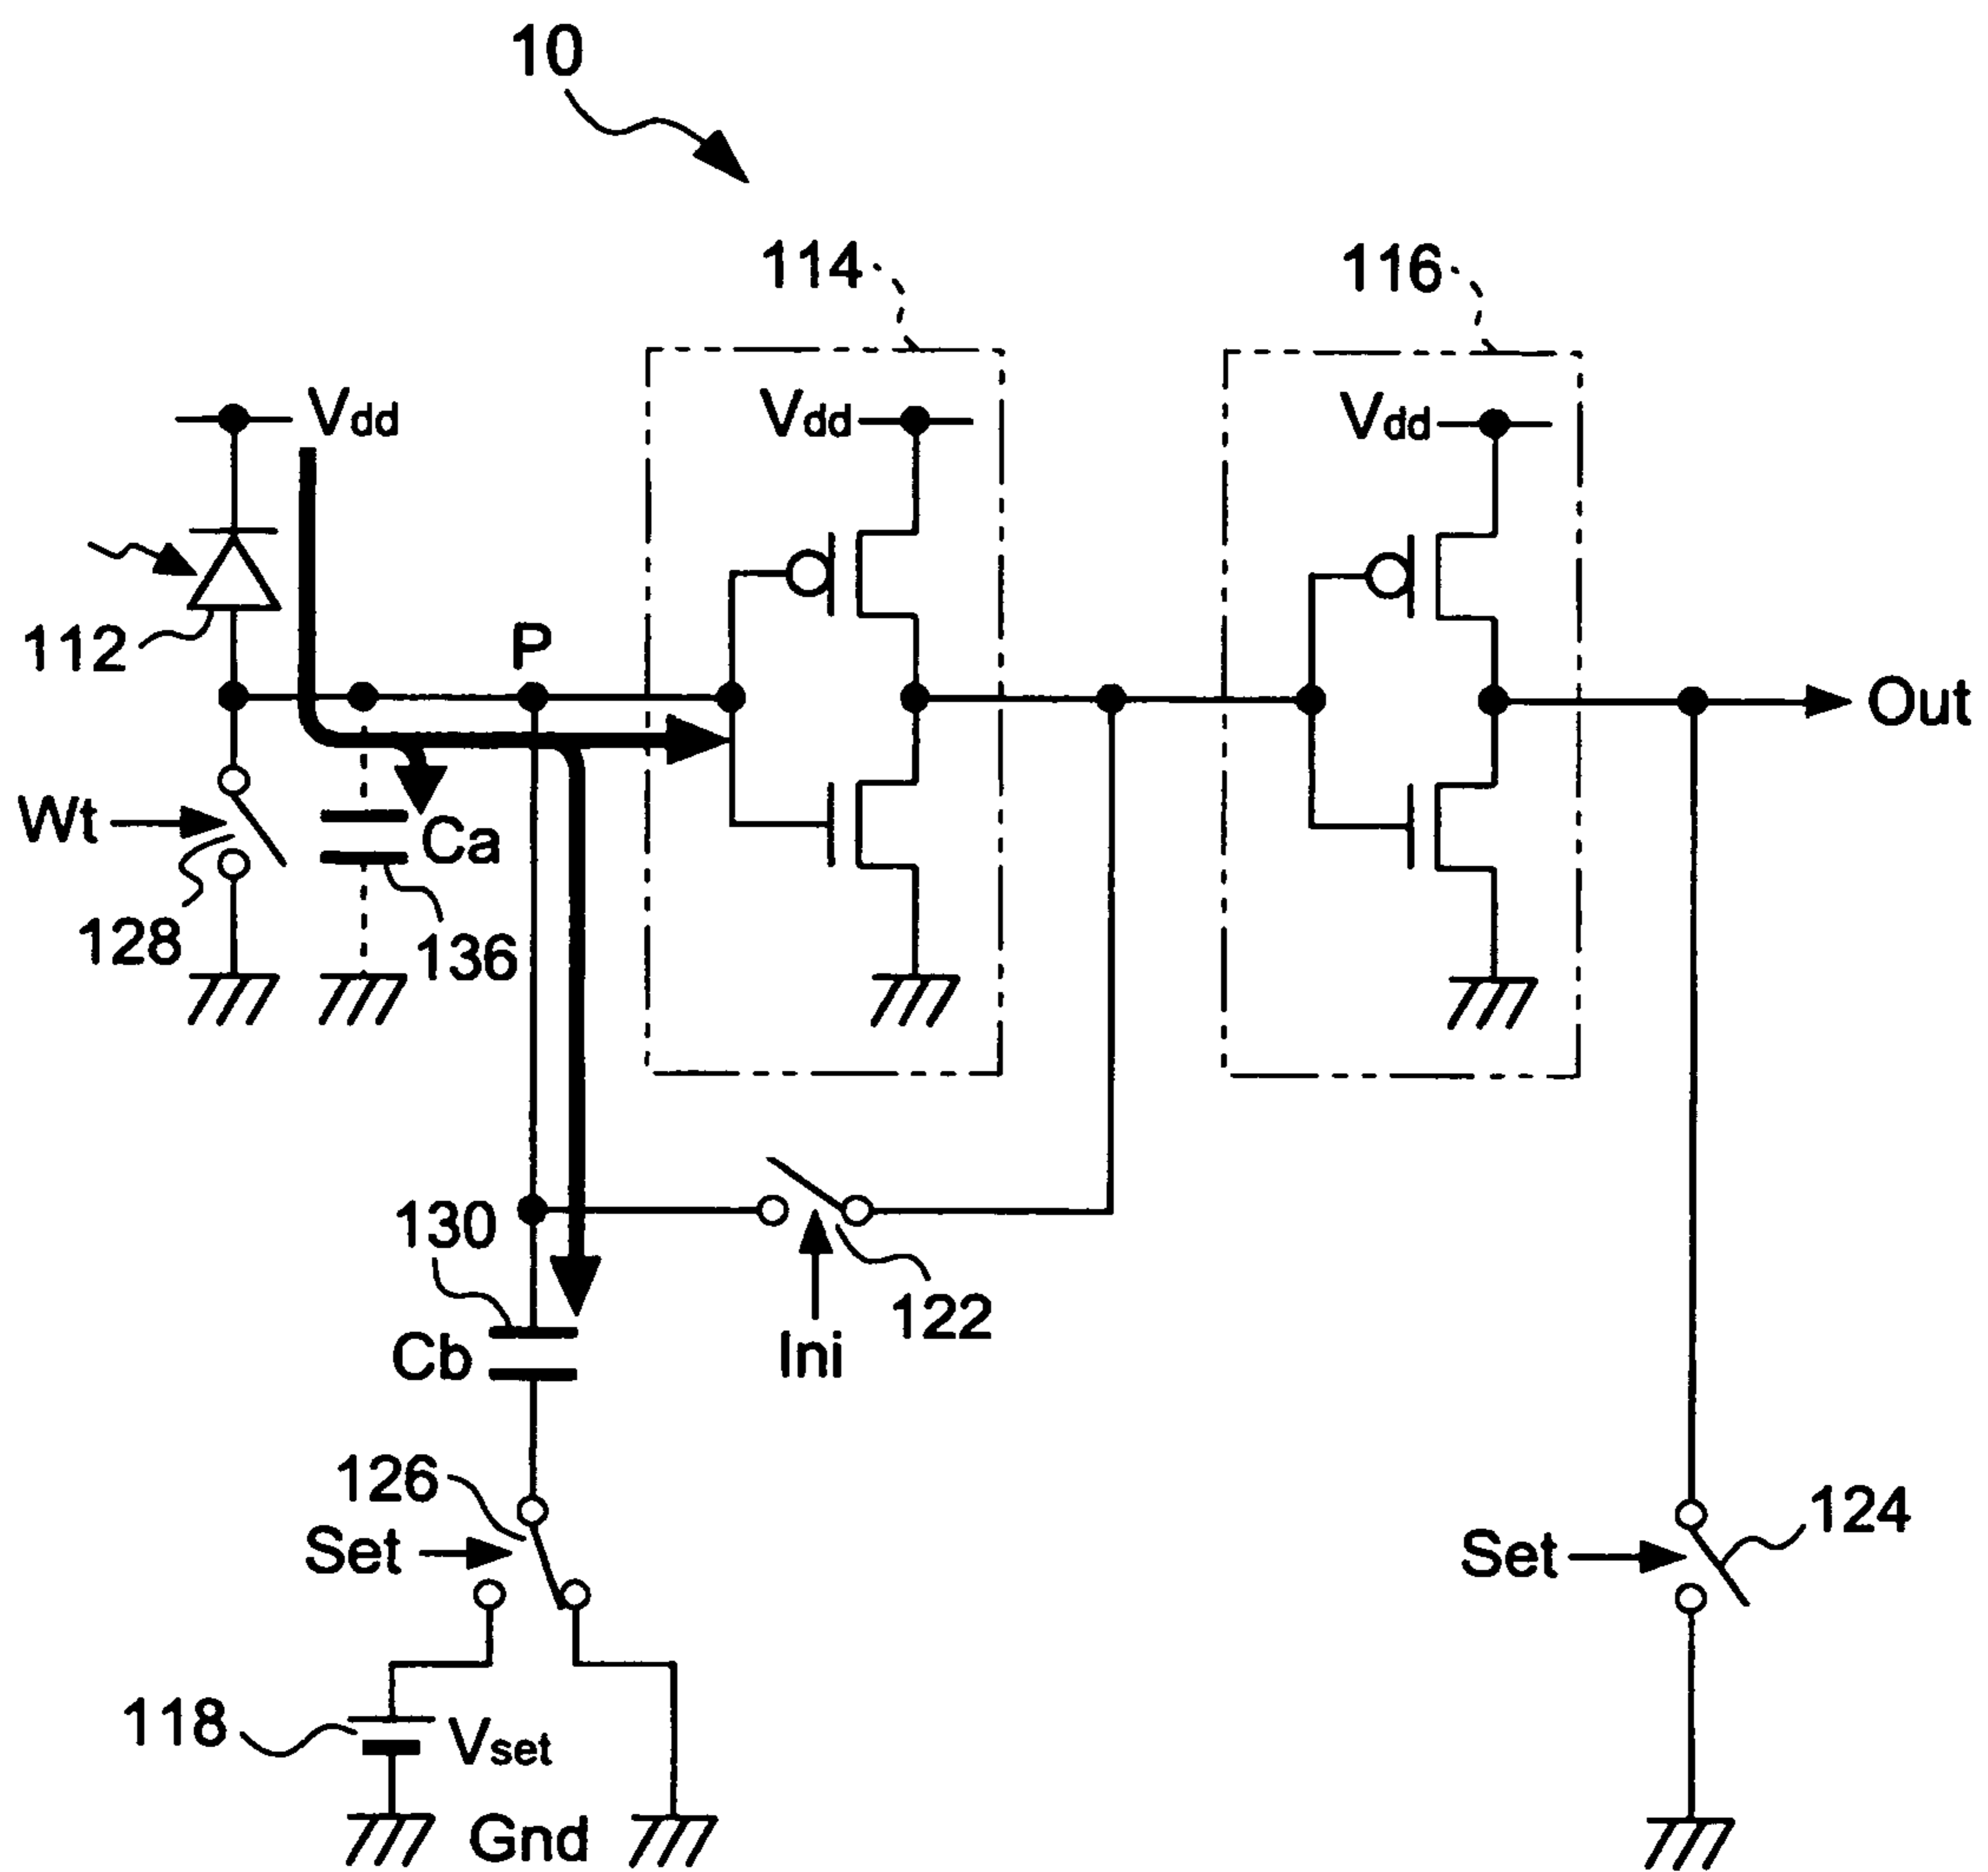 10
114
116
Vdd
Vdd
Vdd
112
P
Out
Wt
Ca
128
136
130
122
Cb
Ini
126
Set
124
Set
118
Vset
Gnd